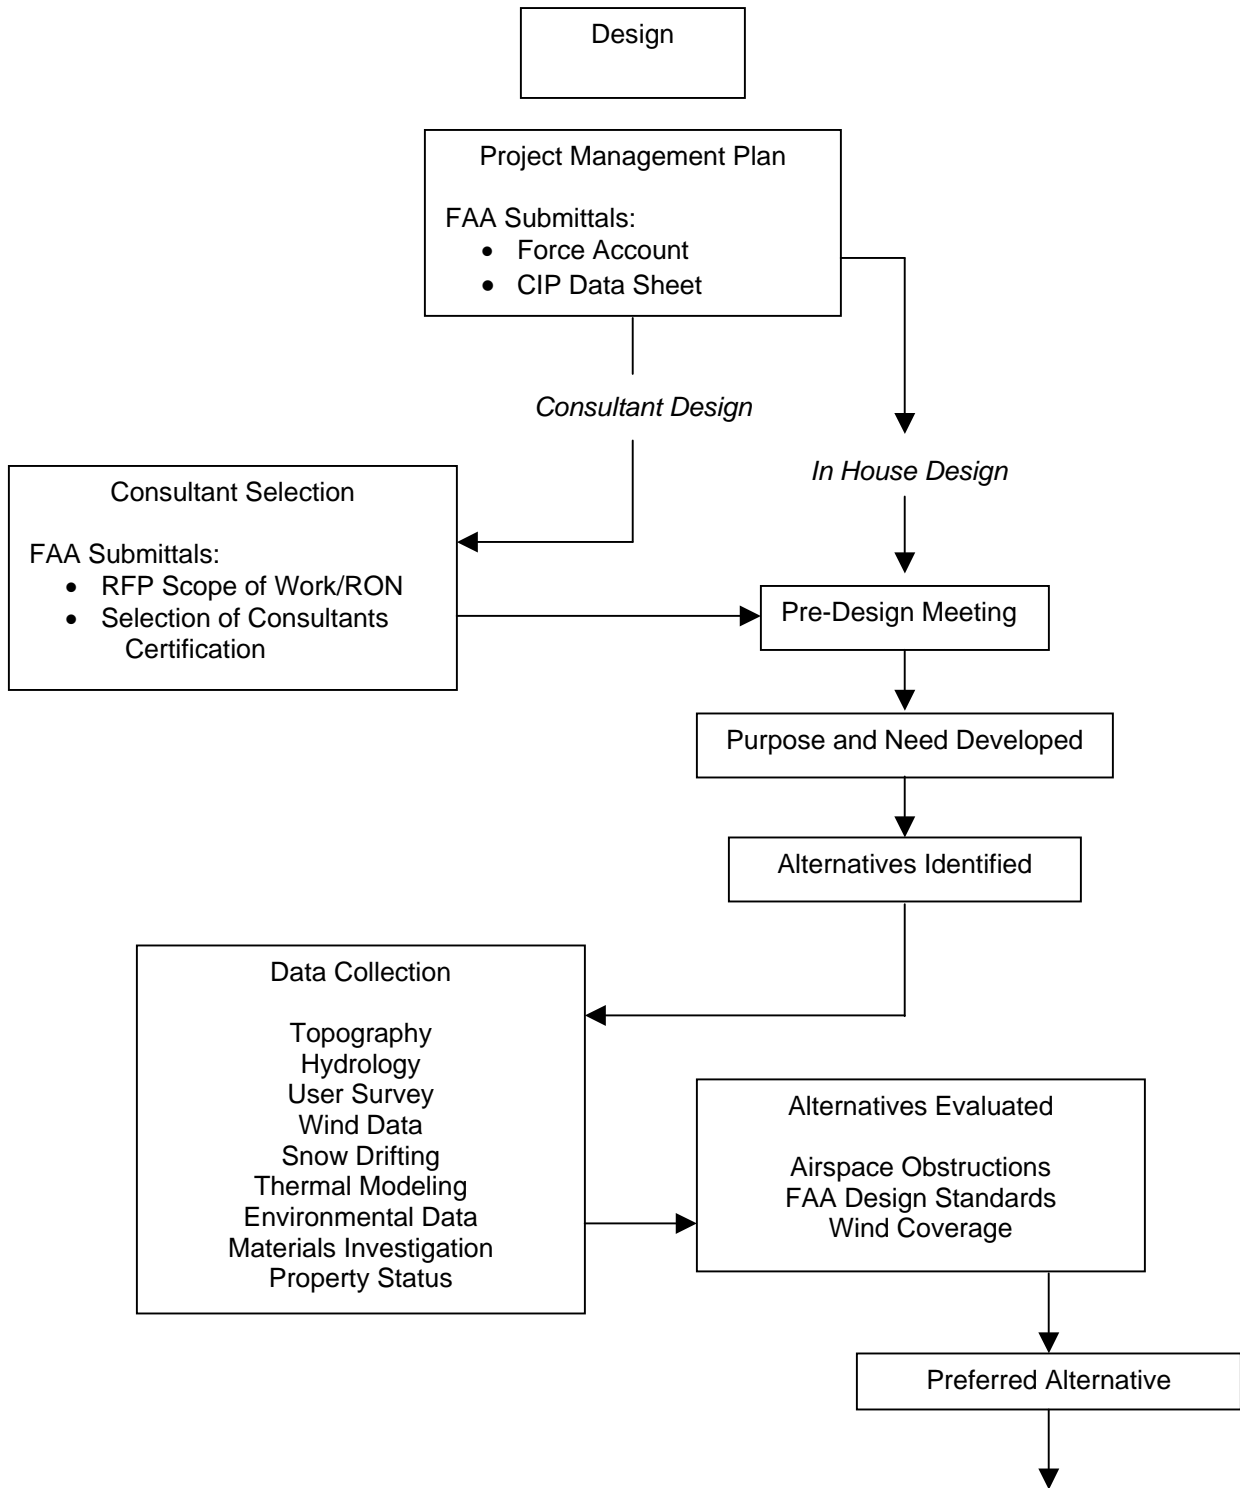 Design
Project Management Plan
FAA Submittals:
• Force Account
• CIP Data Sheet
Consultant Design
In House Design
Consultant Selection
FAA Submittals:
• RFP Scope of Work/RON
• Selection of Consultants
Certification
Pre-Design Meeting
Purpose and Need Developed
Alternatives Identified
Data Collection
Topography
Hydrology
User Survey
Wind Data
Snow Drifting
Thermal Modeling
Environmental Data
Materials Investigation
Property Status
Alternatives Evaluated
Airspace Obstructions
FAA Design Standards
Wind Coverage
Preferred Alternative